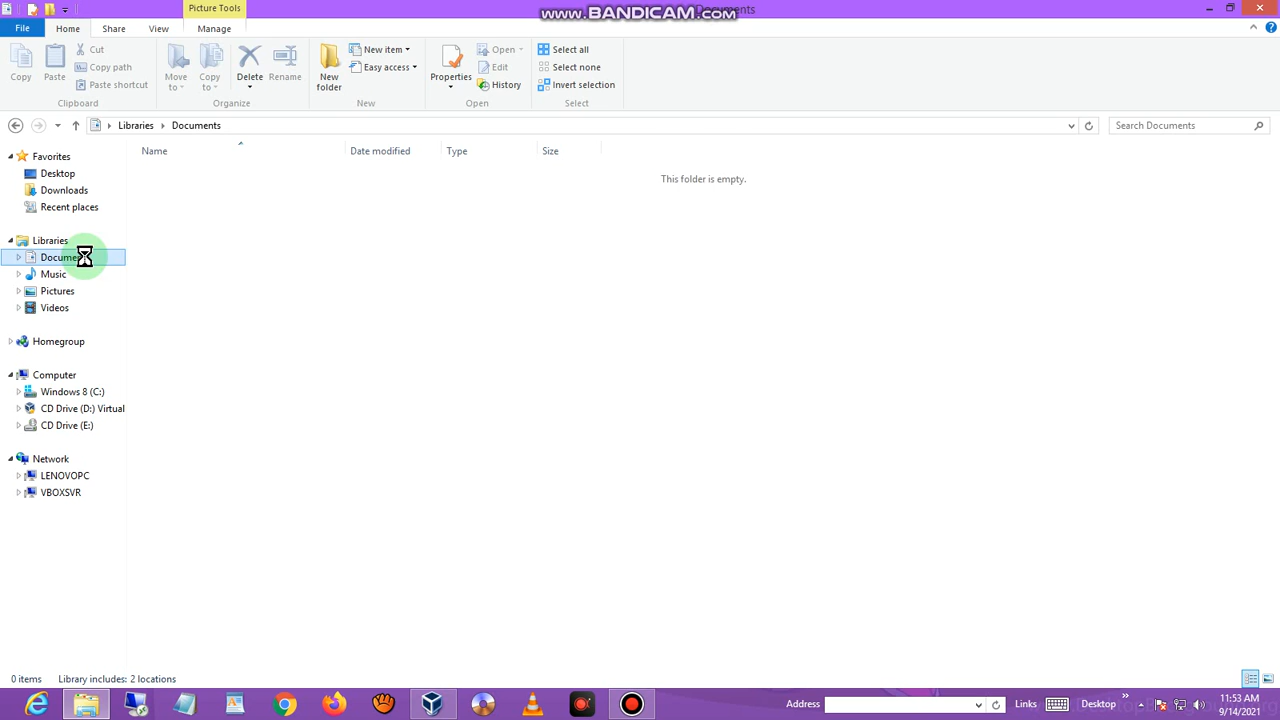 Picture Tools
www.BANDICAM.com
Documents
File Home Share View Manage
Copy
Paste
Cut
Copy path
Paste shortcut
Clipboard
Move to
Copy to
Delete
Rename
Organize
New folder
New item
Easy access
New
Properties
Open
Edit
History
Open
Select all
Select none
Invert selection
Select
Libraries Documents
Search Documents
Name Date modified Type Size
This folder is empty.
Favorites
Desktop
Downloads
Recent places
Libraries
Music
Pictures
Videos
Homegroup
Computer
Windows 8 (C:)
CD Drive (D:) Virtual
CD Drive (E:)
Network
LENOVOPC
VBOXSVR
0 items Library includes: 2 locations
Address
Links
Desktop
11:53 AM
9/14/2021